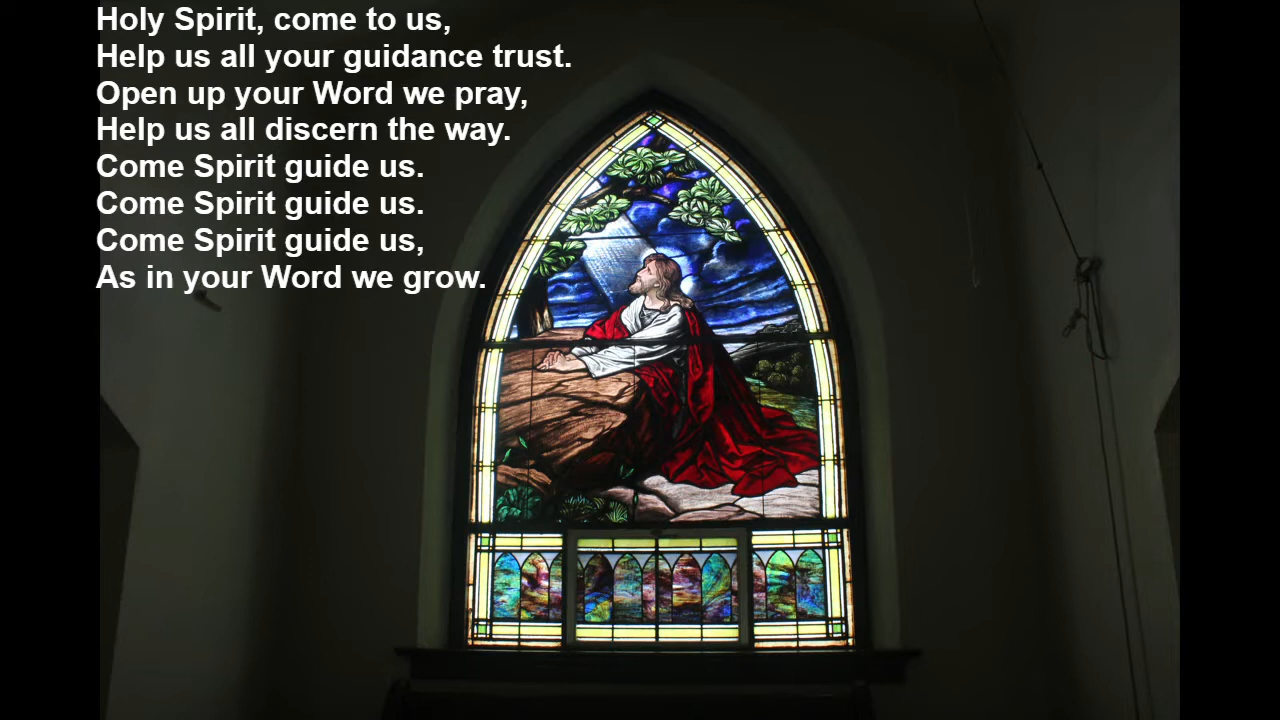 Holy Spirit, come to us,
Help us all your guidance trust.
Open up your Word we pray,
Help us all discern the way.
Come Spirit guide us.
Come Spirit guide us.
Come Spirit guide us,
As in your Word we grow.